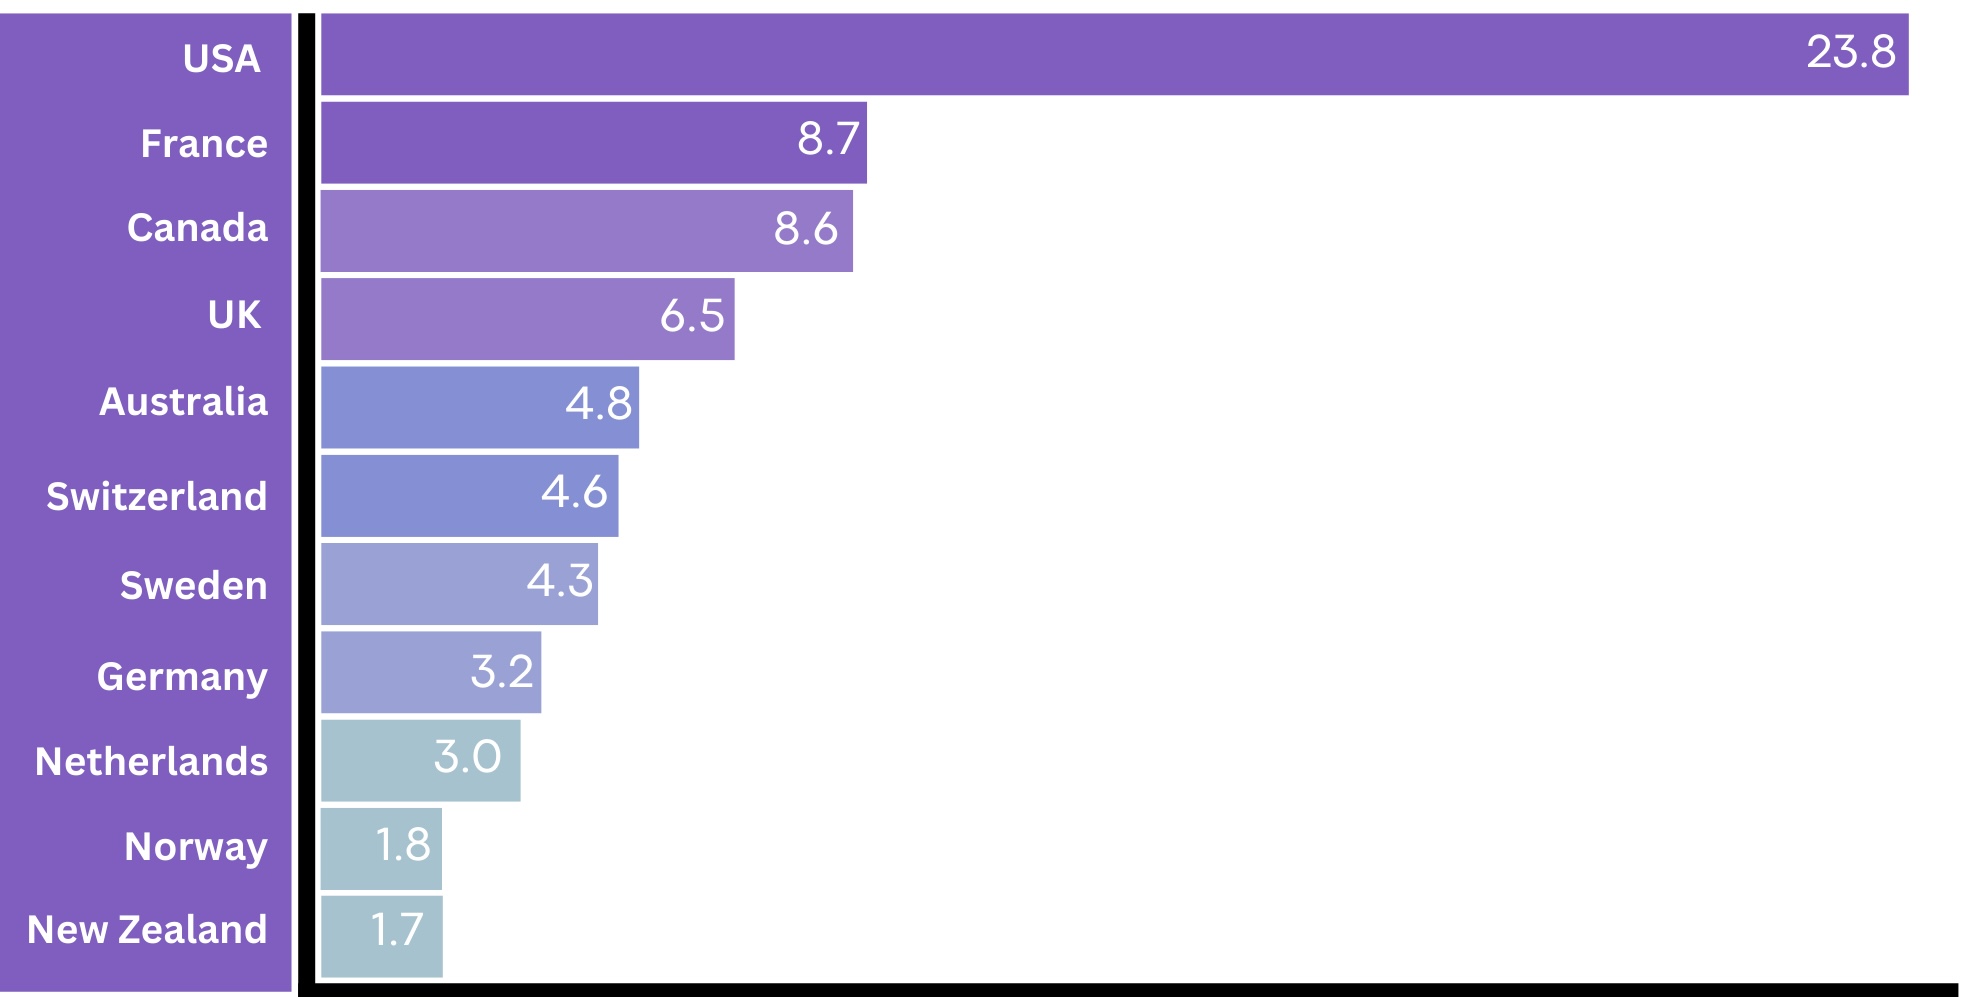 USA 23.8
France 8.7
Canada 8.6
UK 6.5
Australia 4.8
Switzerland 4.6
Sweden 4.3
Germany 3.2
Netherlands 3.0
Norway 1.8
New Zealand 1.7